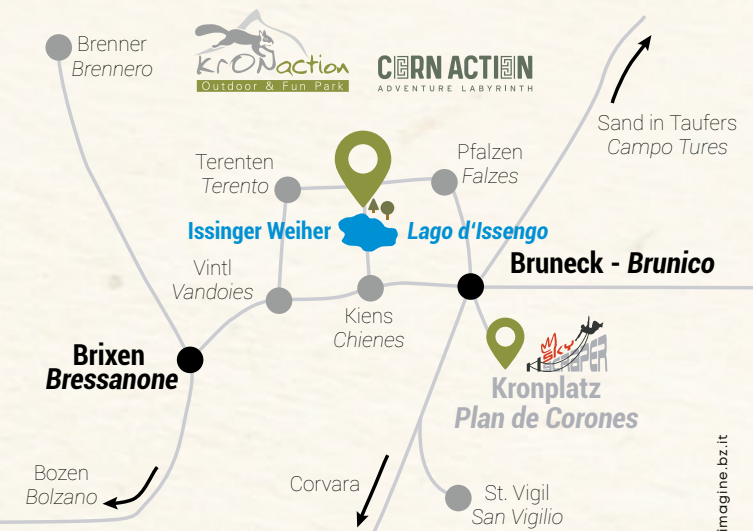 Brenner
Brennero
KRONaction
Outdoor & Fun Park
CORN ACTION
ADVENTURE LABYRINTH
Sand in Taufers
Campo Tures
Terenten
Terento
Pfalzen
Falzes
Issinger Weiher
Lago d'Issengo
Bruneck - Brunico
Vintl
Vandoies
Kiens
Chienes
Brixen
Bressanone
SKY
SCRAPER
Kronplatz
Plan de Corones
Bozen
Bolzano
Corvara
St. Vigil
San Vigilio
imagine.bz.it